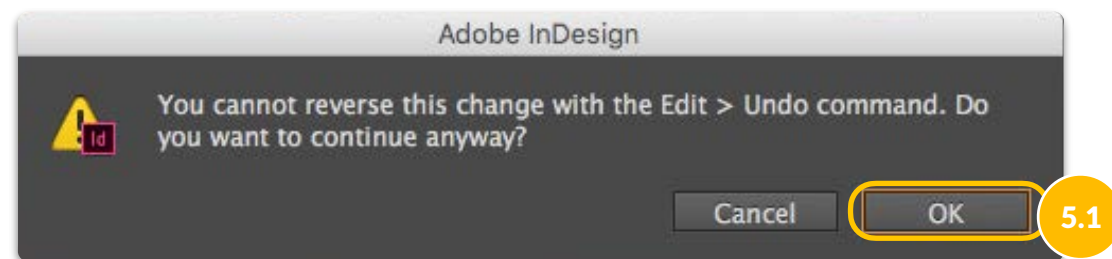 Adobe InDesign
You cannot reverse this change with the Edit > Undo command. Do
you want to continue anyway?
Id
Cancel OK 5.1